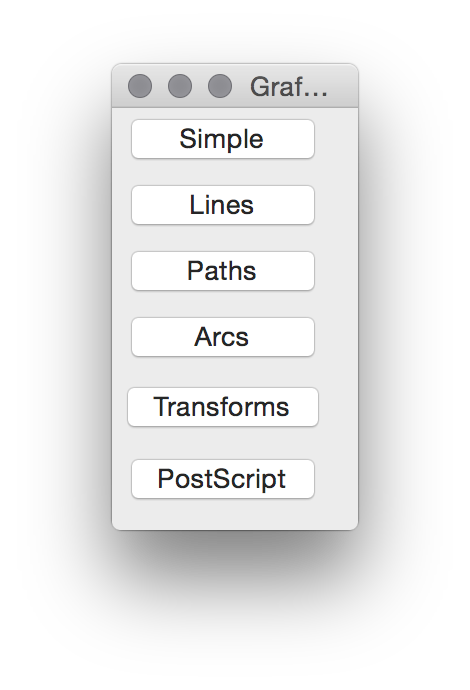 Graf…
Simple
Lines
Paths
Arcs
Transforms
PostScript